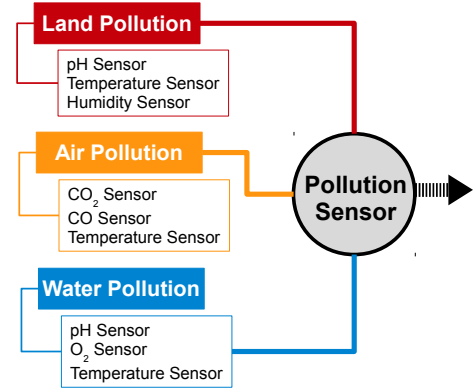 Land Pollution
pH Sensor
Temperature Sensor
Humidity Sensor
Air Pollution
CO₂ Sensor
CO Sensor
Temperature Sensor
Water Pollution
pH Sensor
O₂ Sensor
Temperature Sensor
Pollution
Sensor